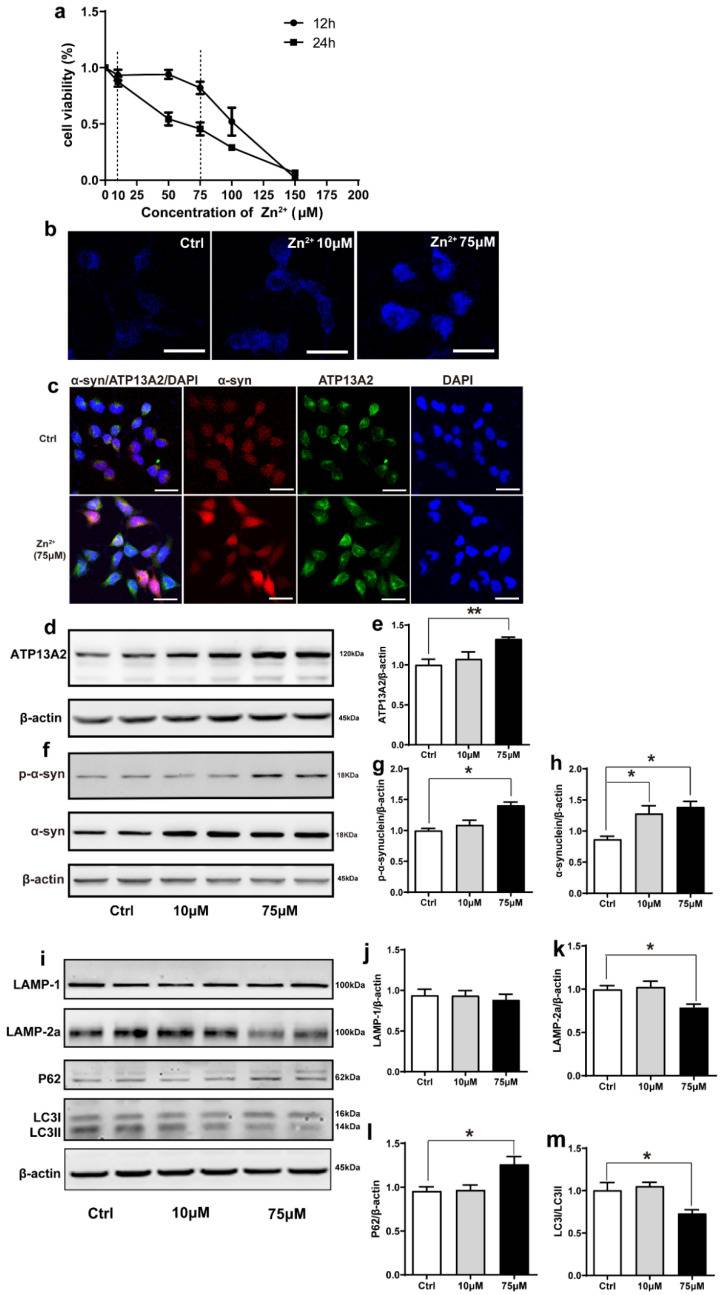 a
1.5
1.0
0.5
0.0
cell viability (%)
12h
24h
0 10 25 50 75 100 125 150 175 200
Concentration of Zn²⁺ (µM)
b
Ctrl
Zn²⁺ 10µM
Zn²⁺ 75µM
c
α-syn/ATP13A2/DAPI
α-syn
ATP13A2
DAPI
Ctrl
Zn²⁺
(75µM)
d
ATP13A2
120kDa
β-actin
45kDa
e
**
1.5
1.0
0.5
0.0
ATP13A2/β-actin
Ctrl 10µM 75µM
f
p-α-syn
18KDa
α-syn
18KDa
β-actin
45kDa
Ctrl 10µM 75µM
g
*
2.0
1.5
1.0
0.5
0.0
p-α-synuclein/β-actin
Ctrl 10µM 75µM
h
*
*
2.0
1.5
1.0
0.5
0.0
α-synuclein/β-actin
Ctrl 10µM 75µM
i
LAMP-1
100kDa
LAMP-2a
100kDa
P62
62kDa
LC3I
16kDa
LC3II
14kDa
β-actin
45kDa
Ctrl 10µM 75µM
j
1.5
1.0
0.5
0.0
LAMP-1/β-actin
Ctrl 10µM 75µM
k
*
1.5
1.0
0.5
0.0
LAMP-2a/β-actin
Ctrl 10µM 75µM
l
*
1.5
1.0
0.5
0.0
P62/β-actin
Ctrl 10µM 75µM
m
*
1.5
1.0
0.5
0.0
LC3I/LC3II
Ctrl 10µM 75µM